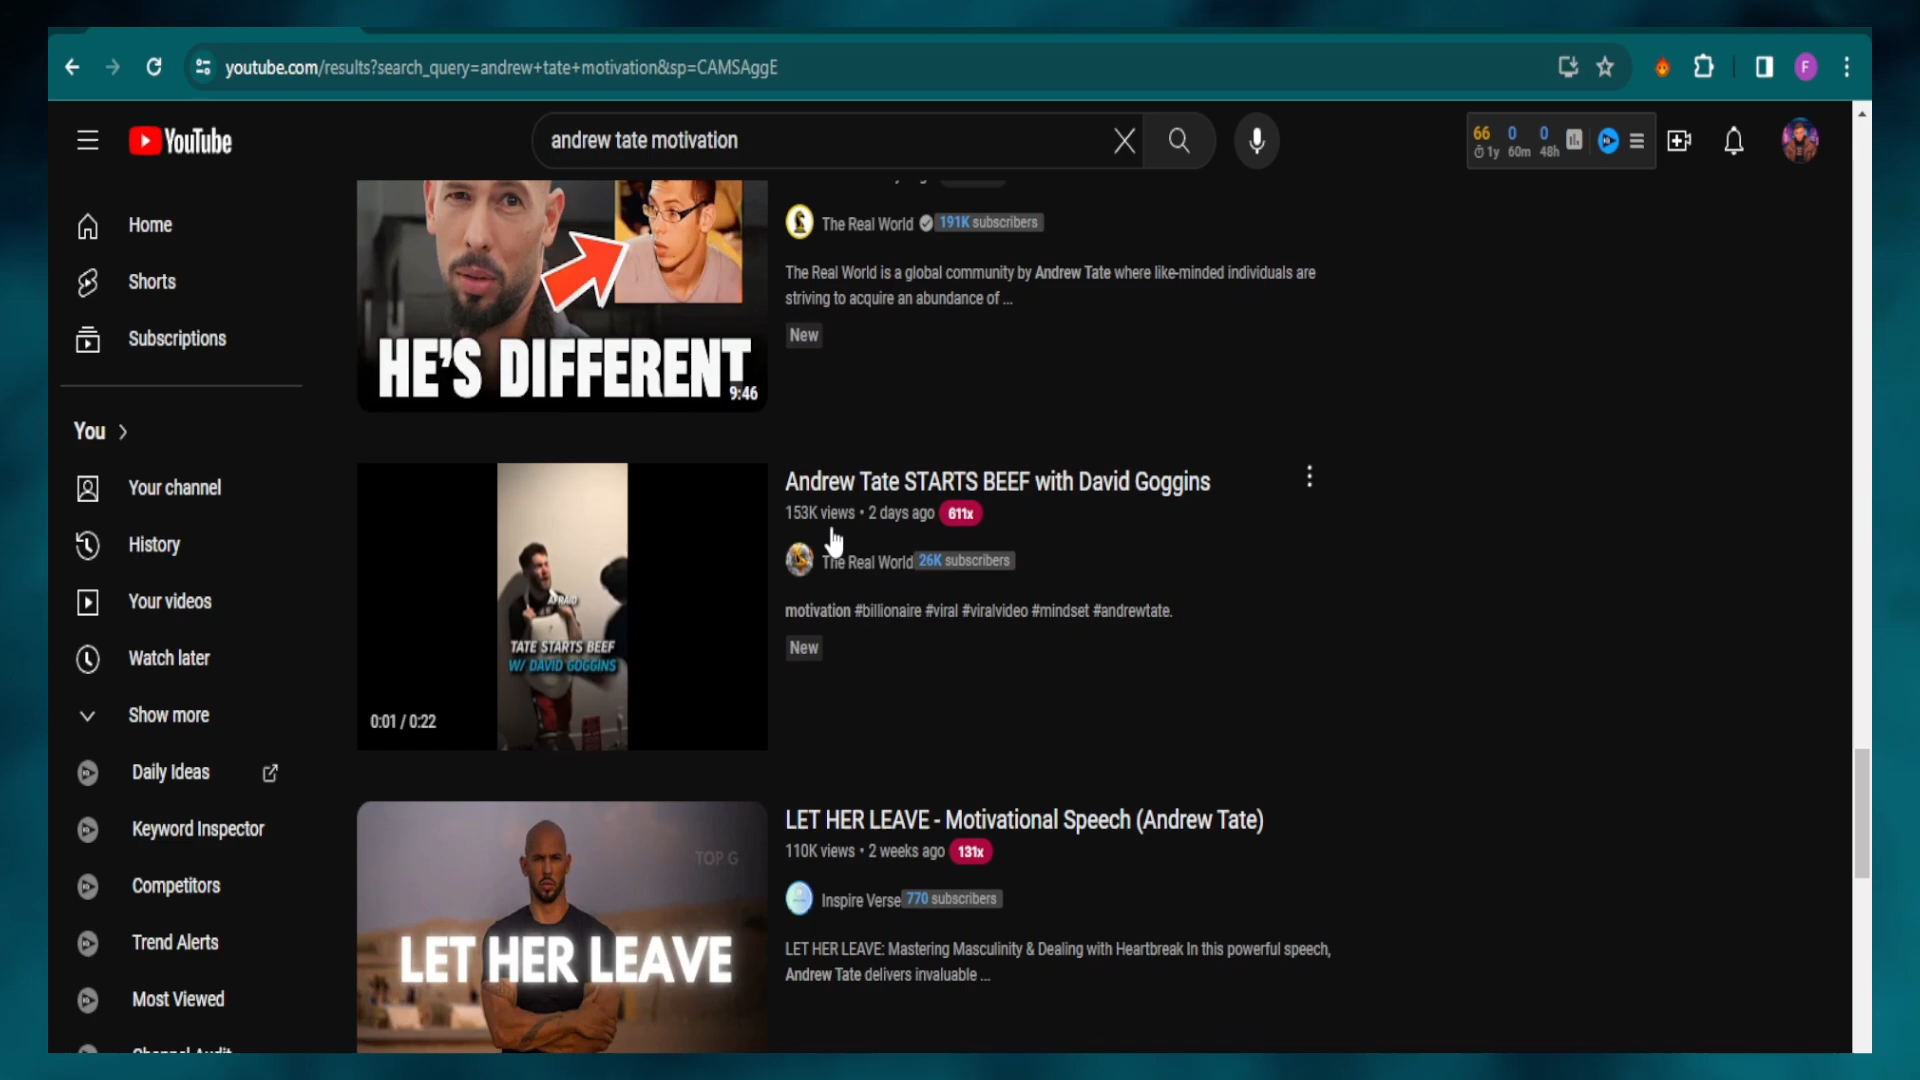 youtube.com/results?search_query=andrew+tate+motivation&sp=CAMSAggE
F
YouTube
andrew tate motivation
66 0 0
1y 60m 48h
Home
Shorts
Subscriptions
You
Your channel
History
Your videos
Watch later
Show more
Daily Ideas
Keyword Inspector
Competitors
Trend Alerts
Most Viewed
Channel Audit
HE'S DIFFERENT
9:46
The Real World 191K subscribers
The Real World is a global community by Andrew Tate where like-minded individuals are
striving to acquire an abundance of ...
New
AFRAID
TATE STARTS BEEF
W/ DAVID GOGGINS
0:01 / 0:22
Andrew Tate STARTS BEEF with David Goggins
153K views • 2 days ago 611x
The Real World 26K subscribers
motivation #billionaire #viral #viralvideo #mindset #andrewtate.
New
TOP G
LET HER LEAVE
LET HER LEAVE - Motivational Speech (Andrew Tate)
110K views • 2 weeks ago 131x
Inspire Verse 770 subscribers
LET HER LEAVE: Mastering Masculinity & Dealing with Heartbreak In this powerful speech,
Andrew Tate delivers invaluable ...